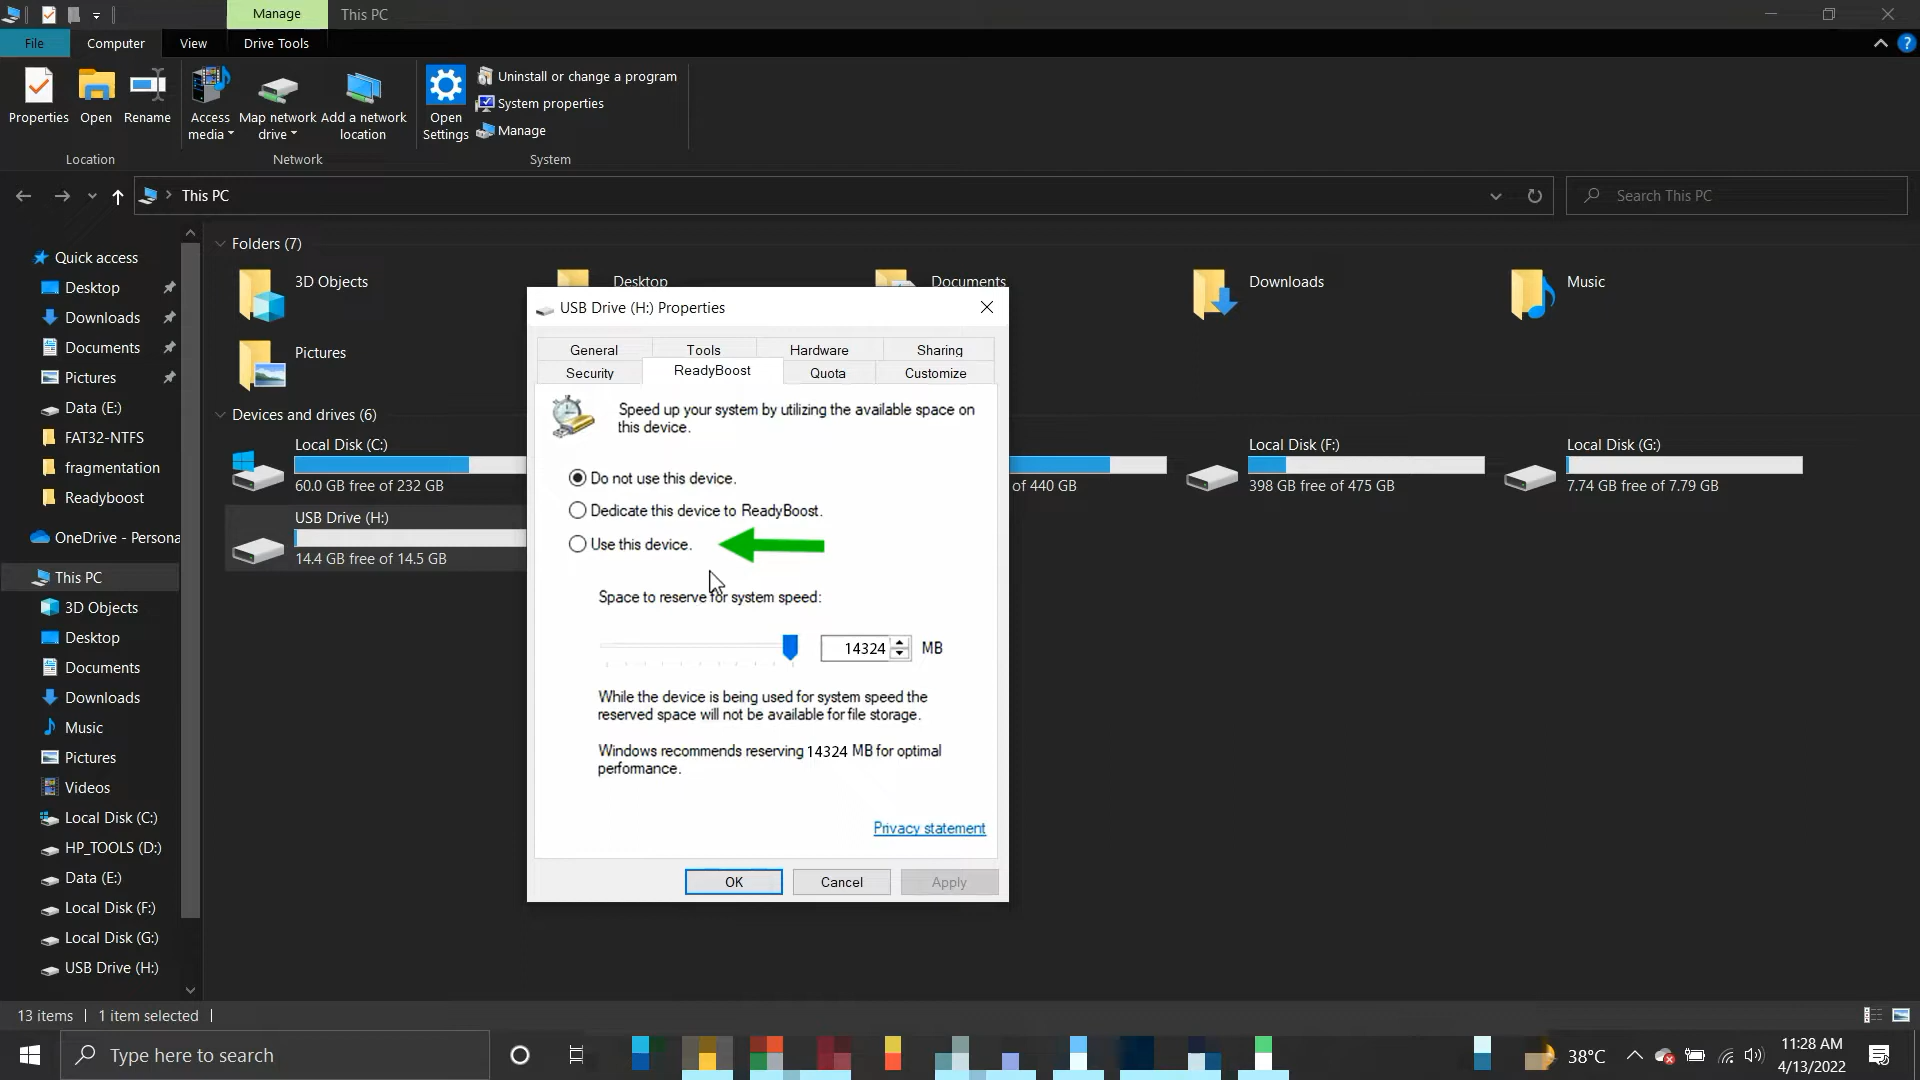 Manage
This PC
File
Computer
View
Drive Tools
Properties
Open
Rename
Access
media
Map network
drive
Add a network
location
Open
Settings
Uninstall or change a program
System properties
Manage
Location
Network
System
This PC
Search This PC
Quick access
Desktop
Downloads
Documents
Pictures
Data (E:)
FAT32-NTFS
fragmentation
Readyboost
OneDrive - Persona
This PC
3D Objects
Desktop
Documents
Downloads
Music
Pictures
Videos
Local Disk (C:)
HP_TOOLS (D:)
Data (E:)
Local Disk (F:)
Local Disk (G:)
USB Drive (H:)
Folders (7)
3D Objects
Desktop
Documents
Downloads
Music
Pictures
Devices and drives (6)
Local Disk (C:)
60.0 GB free of 232 GB
of 440 GB
Local Disk (F:)
398 GB free of 475 GB
Local Disk (G:)
7.74 GB free of 7.79 GB
USB Drive (H:)
14.4 GB free of 14.5 GB
USB Drive (H:) Properties
General
Tools
Hardware
Sharing
Security
ReadyBoost
Quota
Customize
Speed up your system by utilizing the available space on
this device.
Do not use this device.
Dedicate this device to ReadyBoost.
Use this device.
Space to reserve for system speed:
14324 MB
While the device is being used for system speed the
reserved space will not be available for file storage.
Windows recommends reserving 14324 MB for optimal
performance.
Privacy statement
OK
Cancel
Apply
13 items
1 item selected
Type here to search
38°C
11:28 AM
4/13/2022